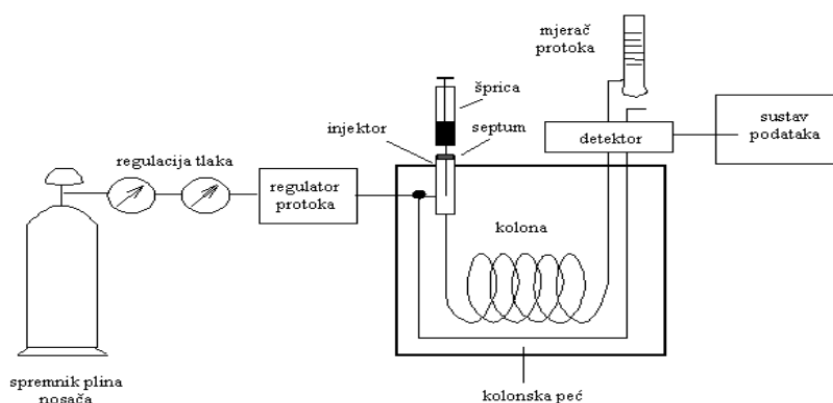 mjerač
protoka
šprica
injektor
septum
detektor
sustav
podataka
regulacija tlaka
regulator
protoka
kolona
spremnik plina
nosača
kolonska peć